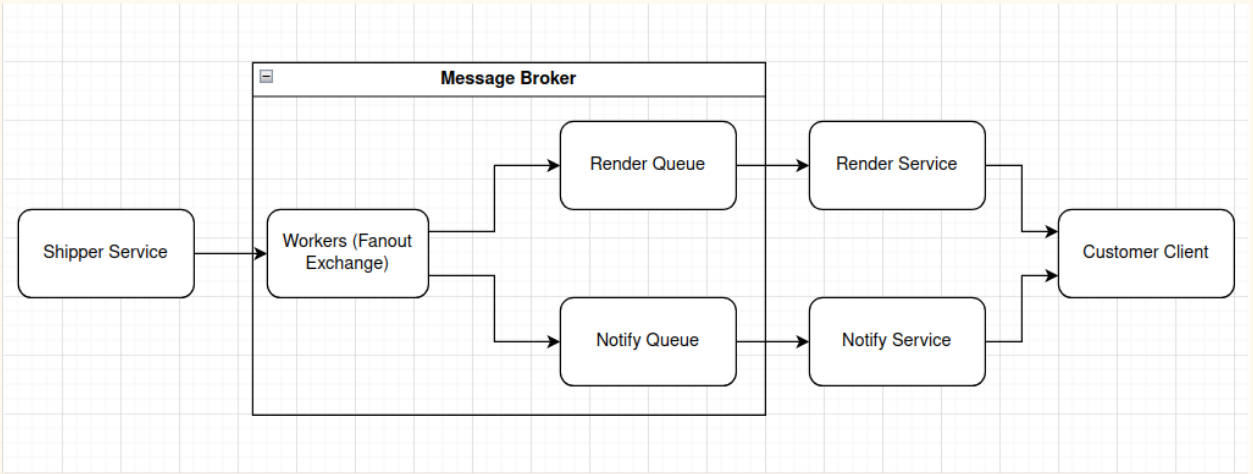 Message Broker
Render Queue
Render Service
Shipper Service
Workers (Fanout
Exchange)
Customer Client
Notify Queue
Notify Service